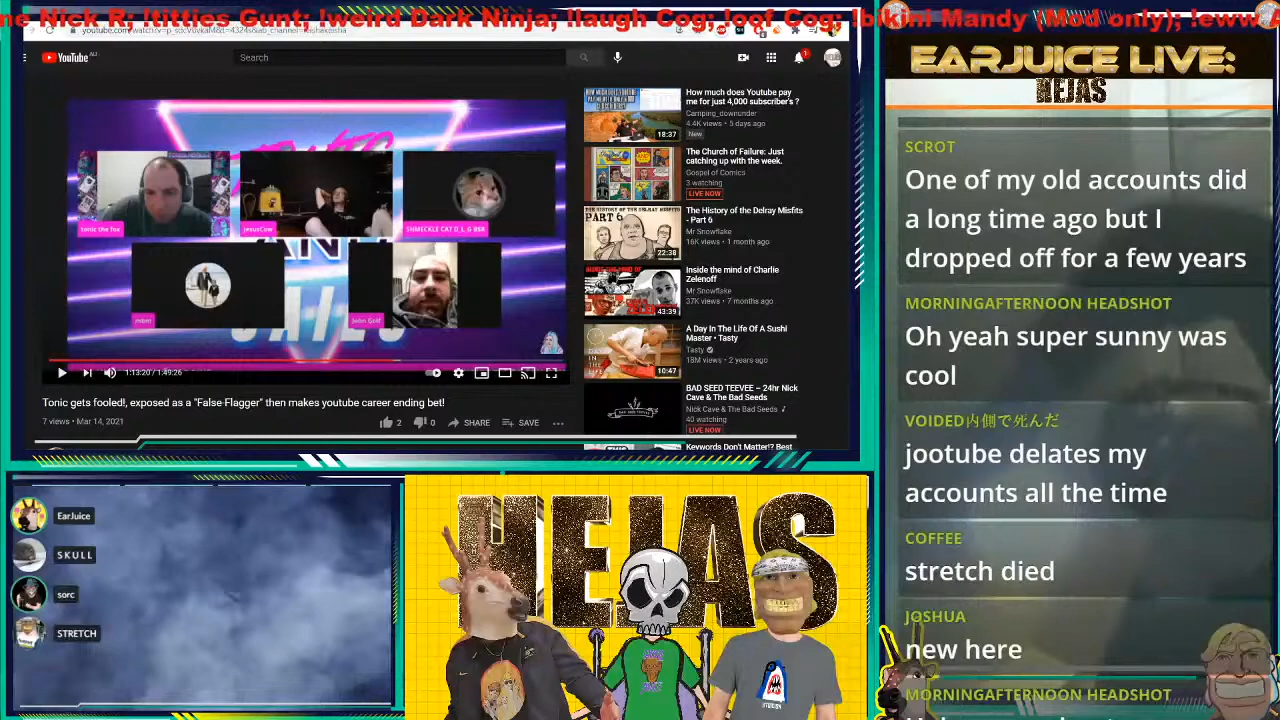 ne Nick R; !titties Gunt; !weird Dark Ninja; !laugh Cog; !oof Cog; !bikini Mandy (Mod only); !eww
YouTube
Search
1
tonic the fox
jesusCow
SHMECKLE CAT
John Golf
1:13:20 / 1:49:26
Tonic gets fooled!, exposed as a "False-Flagger" then makes youtube career ending bet!
7 views • Mar 14, 2021
2
0
SHARE
SAVE
How much does Youtube pay
me for just 4,000 subscriber's ?
Camping_downunder
4.4K views • 5 days ago
New
18:37
The Church of Failure: Just
catching up with the week.
Gospel of Comics
3 watching
LIVE NOW
PART 6
The History of the Delray Misfits
- Part 6
Mr Snowflake
16K views • 1 month ago
22:38
Inside the mind of Charlie
Zelenoff
Mr Snowflake
37K views • 7 months ago
43:39
A Day In The Life Of A Sushi
Master • Tasty
Tasty
18M views • 2 years ago
10:47
BAD SEED TEEVEE – 24hr Nick
Cave & The Bad Seeds
Nick Cave & The Bad Seeds
40 watching
LIVE NOW
Keywords Don't Matter!? Best
EarJuice
S K U L L
sorc
STRETCH
HEJAS
EARJUICE LIVE:
HEJAS
SCROT
One of my old accounts did
a long time ago but I
dropped off for a few years
MORNINGAFTERNOON HEADSHOT
Oh yeah super sunny was
cool
VOIDED内側で死んだ
jootube delates my
accounts all the time
COFFEE
stretch died
JOSHUA
new here
MORNINGAFTERNOON HEADSHOT